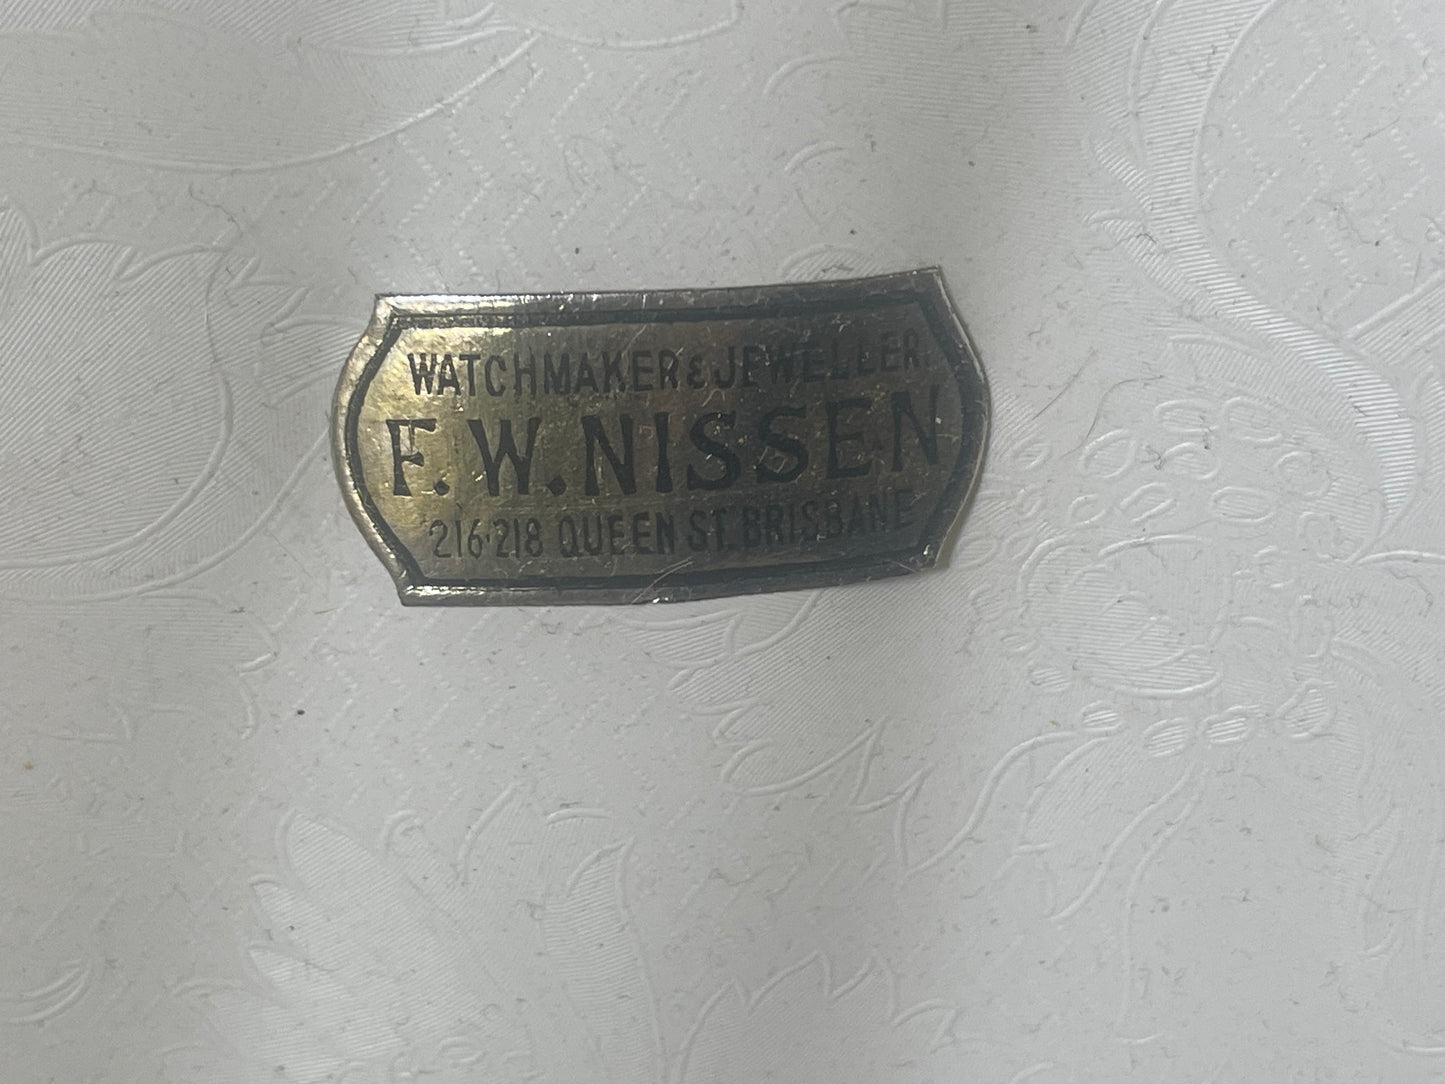 WATCHMAKER & JEWELLER
F. W. NISSEN
216·218 QUEEN ST. BRISBANE